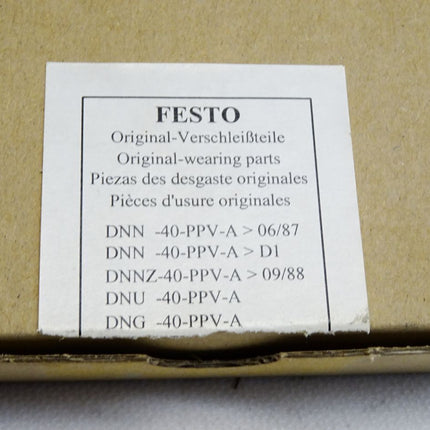 FESTO
Original-Verschleißteile
Original-wearing parts
Piezas des desgaste originales
Pièces d'usure originales
DNN -40-PPV-A > 06/87
DNN -40-PPV-A > D1
DNNZ-40-PPV-A > 09/88
DNU -40-PPV-A
DNG -40-PPV-A